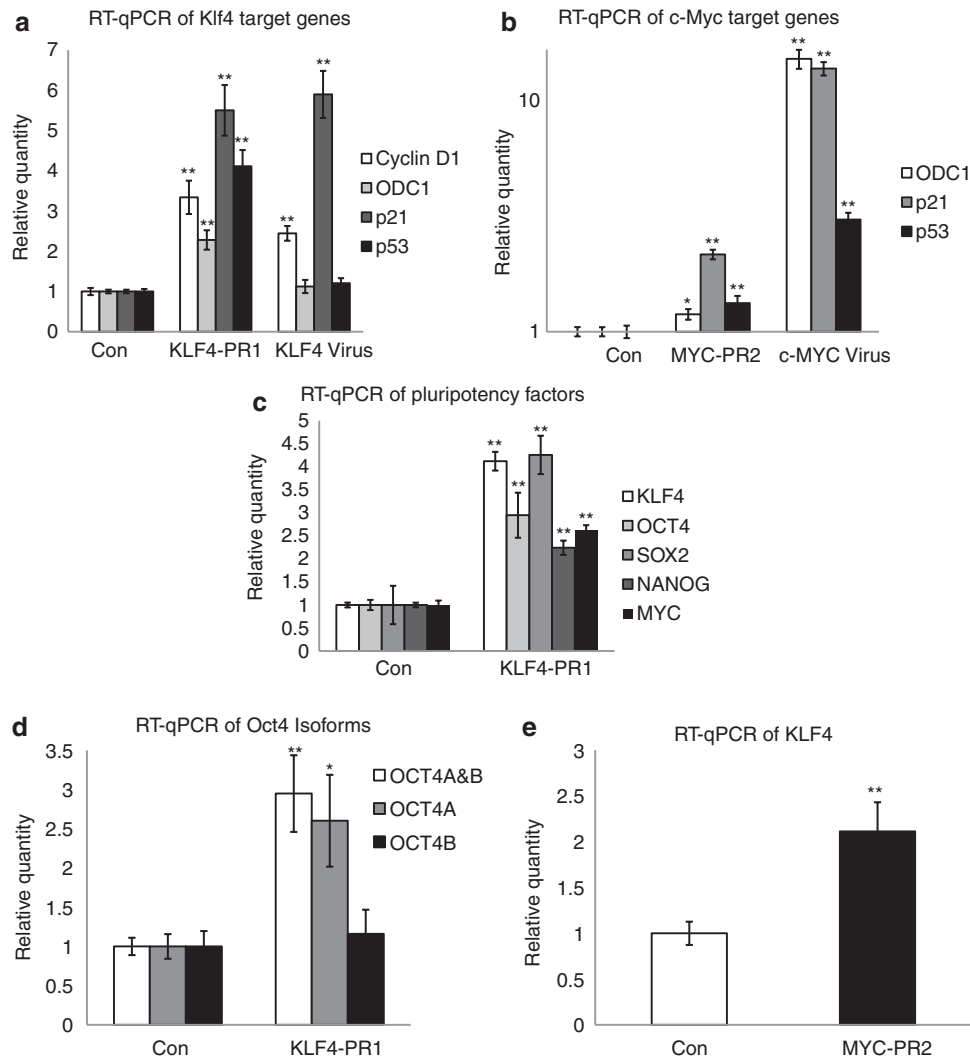 a
RT-qPCR of Klf4 target genes
Relative quantity
7
6
5
4
3
2
1
0
** ** ** ** ** **
Cyclin D1
ODC1
p21
p53
Con KLF4-PR1 KLF4 Virus
b
RT-qPCR of c-Myc target genes
Relative quantity
10
1
* ** ** ** ** **
ODC1
p21
p53
Con MYC-PR2 c-MYC Virus
c
RT-qPCR of pluripotency factors
Relative quantity
5
4.5
4
3.5
3
2.5
2
1.5
1
0.5
0
** ** ** ** **
KLF4
OCT4
SOX2
NANOG
MYC
Con KLF4-PR1
d
RT-qPCR of Oct4 Isoforms
Relative quantity
3.5
3
2.5
2
1.5
1
0.5
0
** *
OCT4A&B
OCT4A
OCT4B
Con KLF4-PR1
e
RT-qPCR of KLF4
Relative quantity
3
2.5
2
1.5
1
0.5
0
**
Con MYC-PR2